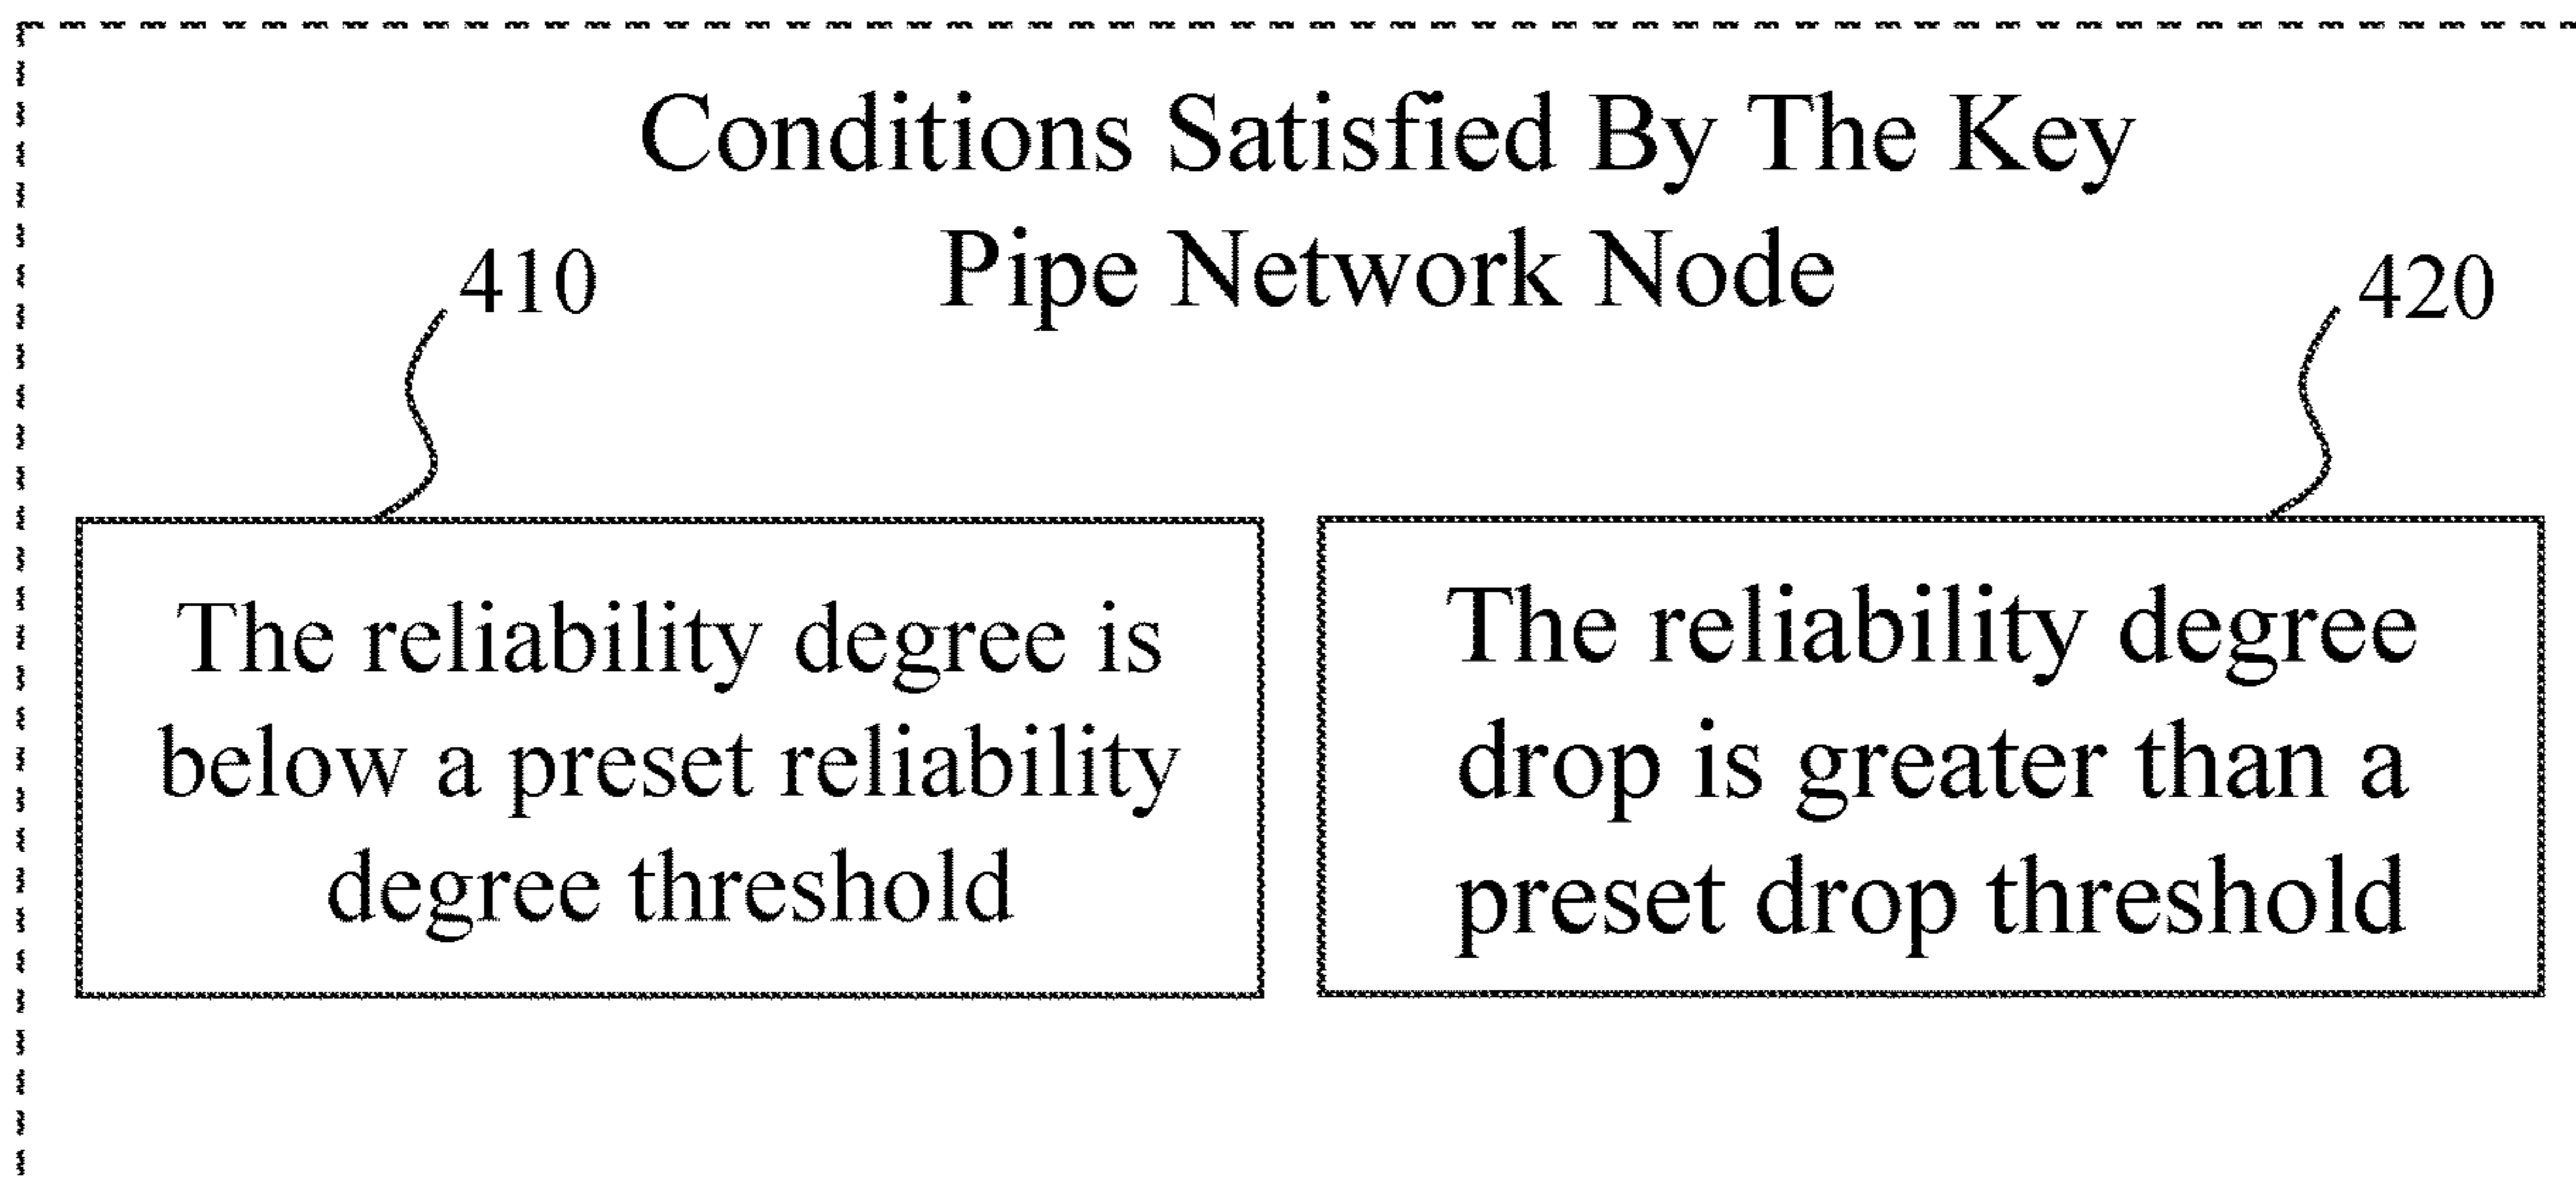 Conditions Satisfied By The Key
Pipe Network Node
410
420
The reliability degree is
below a preset reliability
degree threshold
The reliability degree
drop is greater than a
preset drop threshold